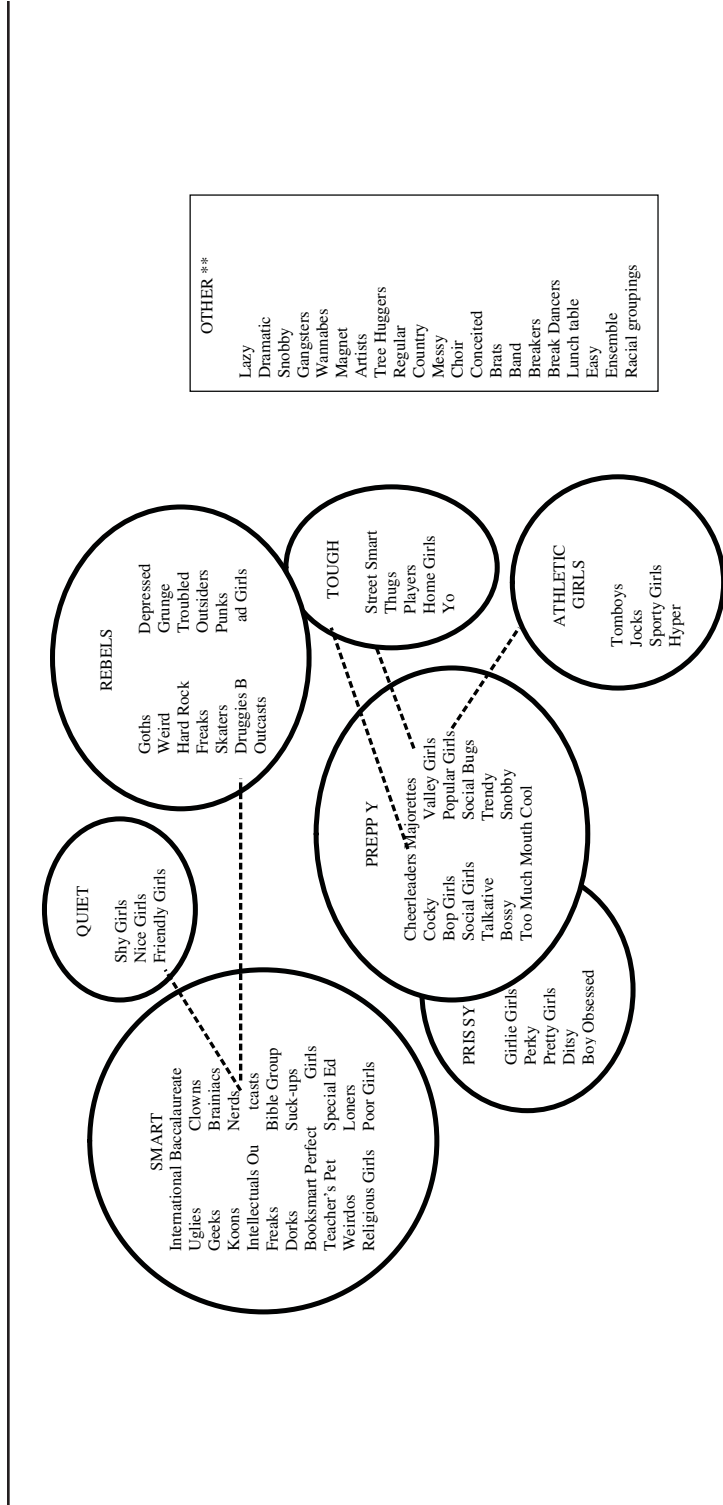 SMART
International Baccalaureate
Uglies Clowns
Geeks Brainiacs
Koons Nerds
Intellectuals Ou tcasts
Freaks Bible Group
Dorks Suck-ups
Booksmart Perfect Girls
Teacher's Pet Special Ed
Weirdos Loners
Religious Girls Poor Girls
QUIET
Shy Girls
Nice Girls
Friendly Girls
REBELS
Goths Depressed
Weird Grunge
Hard Rock Troubled
Freaks Outsiders
Skaters Punks
Druggies B ad Girls
Outcasts
PRISSY
Girlie Girls
Perky
Pretty Girls
Ditsy
Boy Obsessed
PREPP Y
Cheerleaders Majorettes
Cocky Valley Girls
Bop Girls Popular Girls
Social Girls Social Bugs
Talkative Trendy
Bossy Snobby
Too Much Mouth Cool
TOUGH
Street Smart
Thugs
Players
Home Girls
Yo
ATHLETIC
GIRLS
Tomboys
Jocks
Sporty Girls
Hyper
OTHER **
Lazy
Dramatic
Snobby
Gangsters
Wannabes
Magnet
Artists
Tree Huggers
Regular
Country
Messy
Choir
Conceited
Brats
Band
Breakers
Break Dancers
Lunch table
Easy
Ensemble
Racial groupings